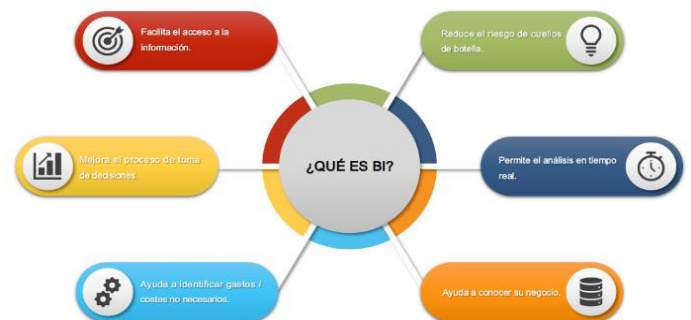 Facilita el acceso a la
información.
Reduce el riesgo de cuellos
de botella.
Mejora el proceso de toma
de decisiones.
¿QUÉ ES BI?
Permite el análisis en tiempo
real.
Ayuda a identificar gastos /
costes no necesarios.
Ayuda a conocer su negocio.